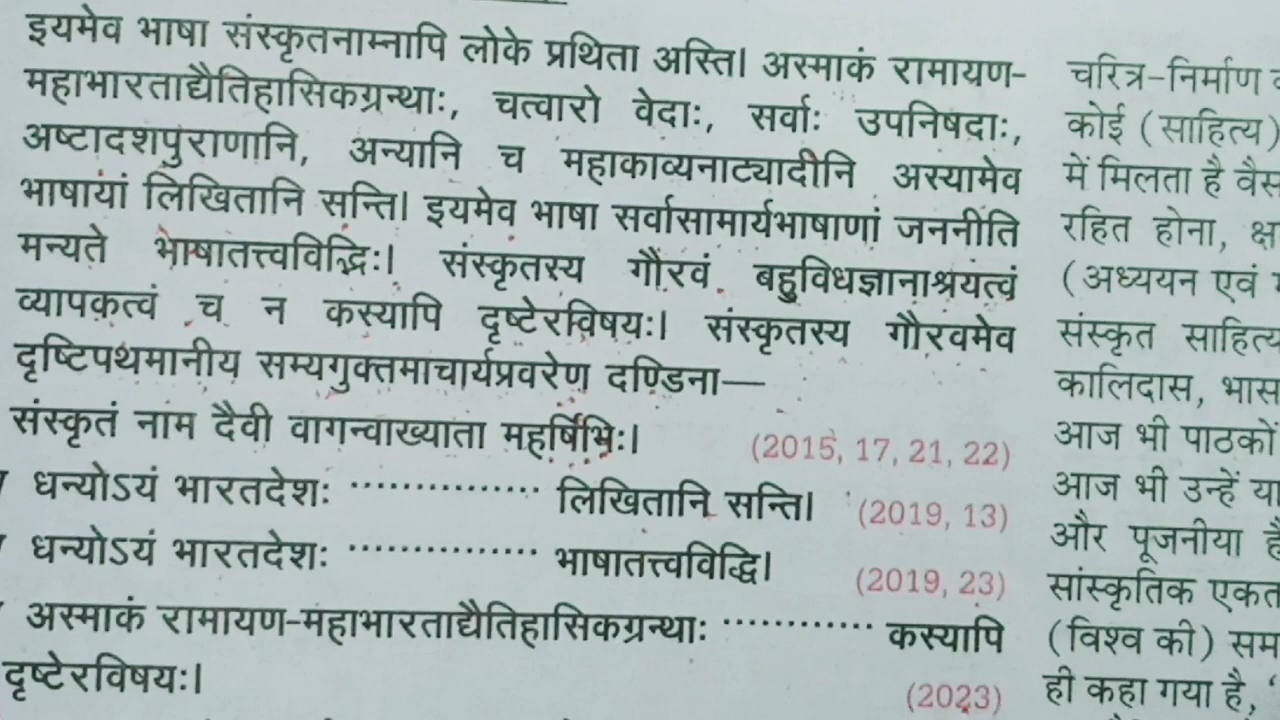 इयमेव भाषा संस्कृतनाम्नापि लोके प्रथिता अस्ति। अस्माकं रामायण-
महाभारताद्यैतिहासिकग्रन्थाः, चत्वारो वेदाः, सर्वाः उपनिषदाः,
अष्टादशपुराणानि, अन्यानि च महाकाव्यनाट्यादीनि अस्यामेव
भाषायां लिखितानि सन्ति। इयमेव भाषा सर्वासामार्यभाषाणां जननीति
मन्यते भाषातत्त्वविद्भिः। संस्कृतस्य गौरवं बहुविधज्ञानाश्रयत्वं
व्यापकत्वं च न कस्यापि दृष्टेरविषयः। संस्कृतस्य गौरवमेव
दृष्टिपथमानीय सम्यगुक्तमाचार्यप्रवरेण दण्डिना—
संस्कृतं नाम दैवी वागन्वाख्याता महर्षिभिः। (2015, 17, 21, 22)
धन्योऽयं भारतदेशः ................ लिखितानि सन्ति। (2019, 13)
धन्योऽयं भारतदेशः ................ भाषातत्त्वविद्धि। (2019, 23)
अस्माकं रामायण-महाभारताद्यैतिहासिकग्रन्थाः ............ कस्यापि
दृष्टेरविषयः। (2023)
चरित्र-निर्माण
कोई (साहित्य)
में मिलता है
रहित होना,
(अध्ययन एवं
संस्कृत साहित्य
कालिदास, भास
आज भी पाठकों
आज भी उन्हें
और पूजनीया
सांस्कृतिक
(विश्व की)
ही कहा गया है, ‘